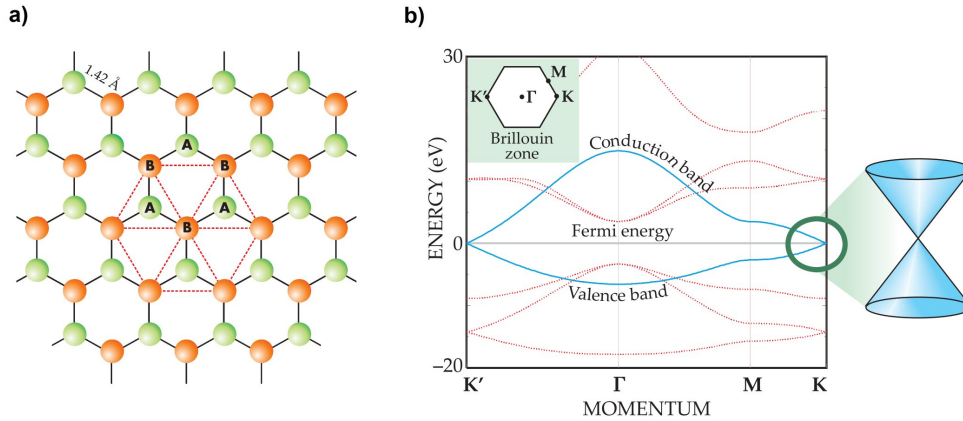 a)
1.42 Å
A
B
B
A
A
B
b)
30
M
K'
Γ
K
Brillouin
zone
Conduction band
ENERGY (eV)
Fermi energy
0
Valence band
−20
K'
Γ
M
K
MOMENTUM